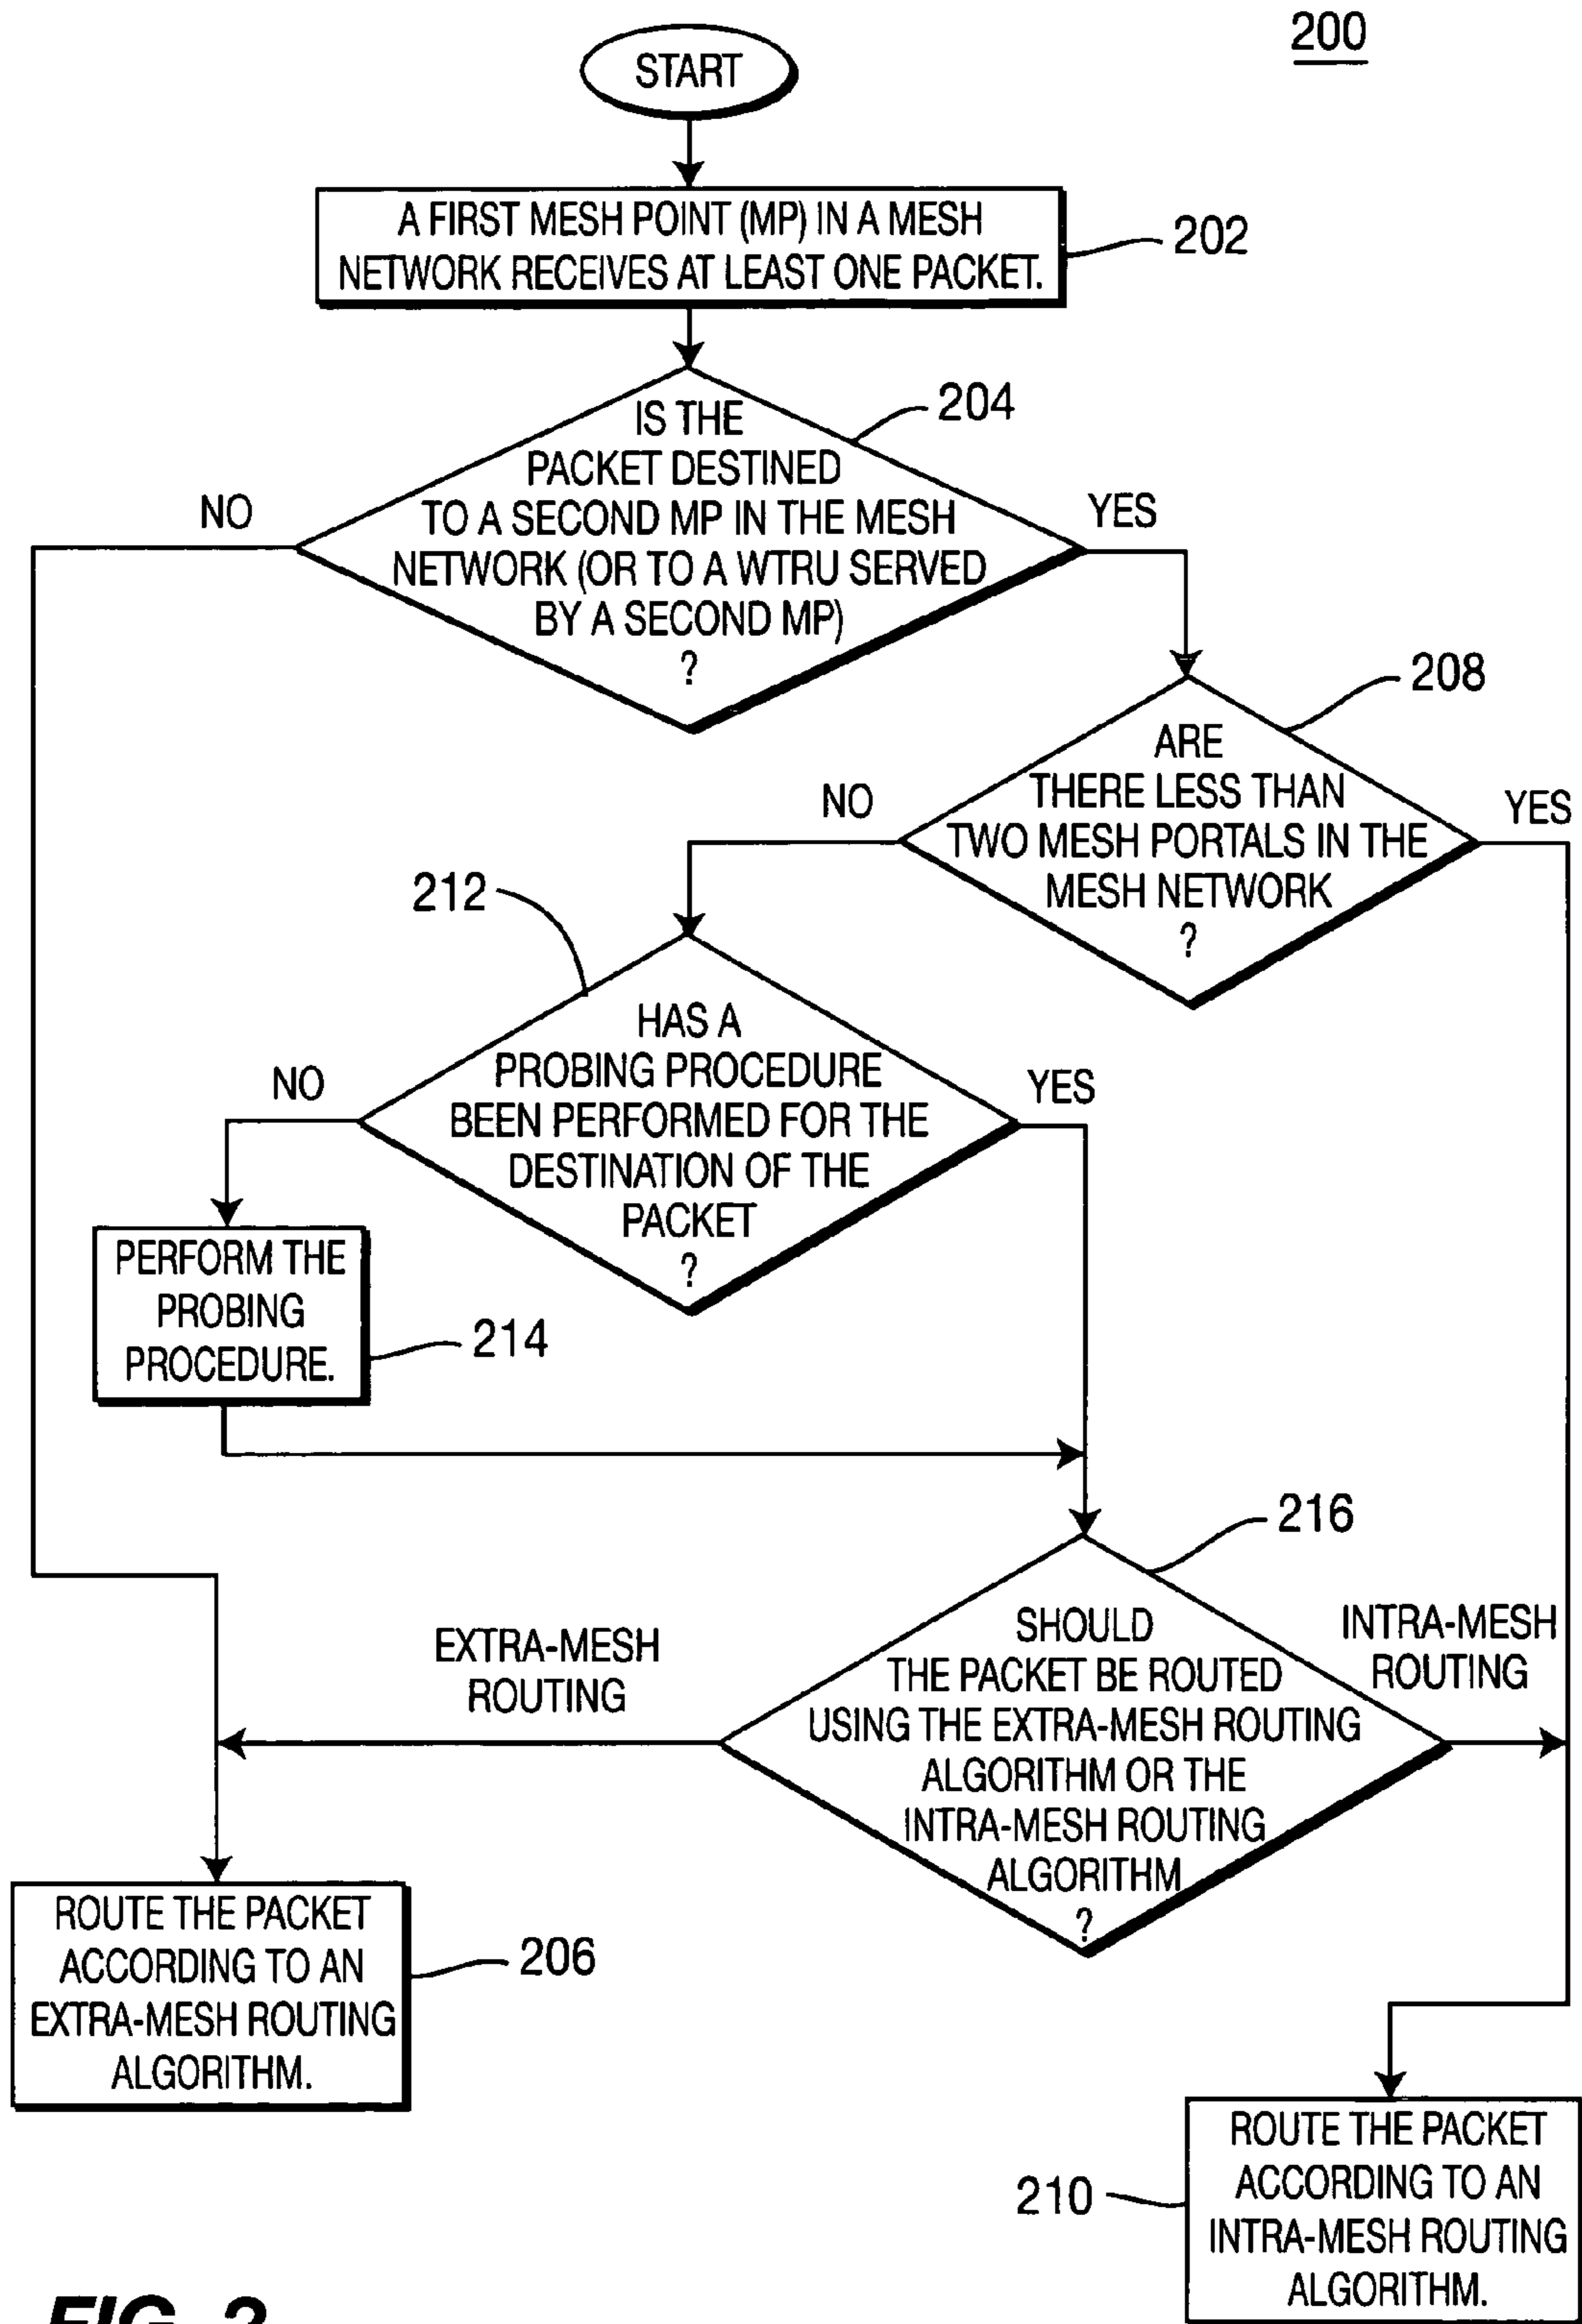 200
START
A FIRST MESH POINT (MP) IN A MESH
NETWORK RECEIVES AT LEAST ONE PACKET.
202
IS THE
PACKET DESTINED
TO A SECOND MP IN THE MESH
NETWORK (OR TO A WTRU SERVED
BY A SECOND MP)
?
204
NO
YES
ARE
THERE LESS THAN
TWO MESH PORTALS IN THE
MESH NETWORK
?
208
NO
YES
212
HAS A
PROBING PROCEDURE
BEEN PERFORMED FOR THE
DESTINATION OF THE
PACKET
?
NO
YES
PERFORM THE
PROBING
PROCEDURE.
214
216
SHOULD
THE PACKET BE ROUTED
USING THE EXTRA-MESH ROUTING
ALGORITHM OR THE
INTRA-MESH ROUTING
ALGORITHM
?
EXTRA-MESH
ROUTING
INTRA-MESH
ROUTING
ROUTE THE PACKET
ACCORDING TO AN
EXTRA-MESH ROUTING
ALGORITHM.
206
210
ROUTE THE PACKET
ACCORDING TO AN
INTRA-MESH ROUTING
ALGORITHM.
FIG. 2